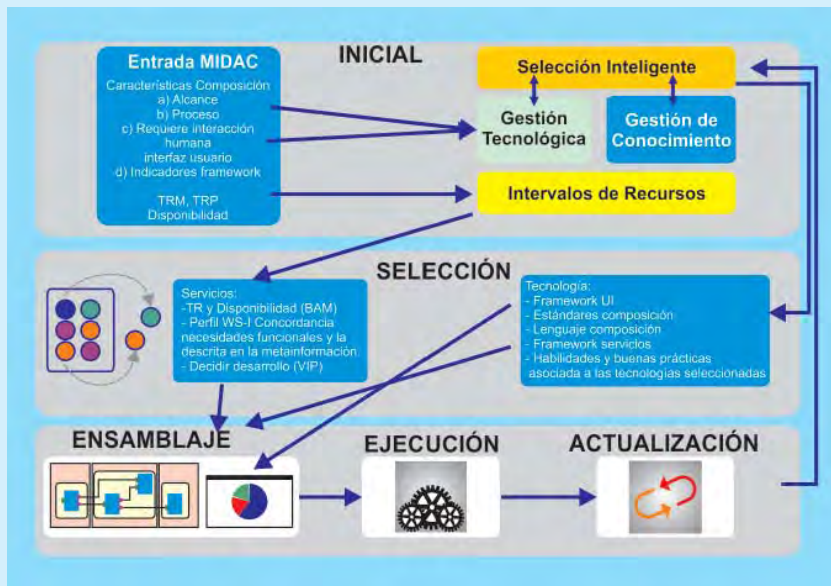 INICIAL
Entrada MIDAC
Características Composición
a) Alcance
b) Proceso
c) Requiere interacción
humana
interfaz usuario
d) Indicadores framework
TRM, TRP
Disponibilidad
Selección Inteligente
Gestión
Tecnológica
Gestión de
Conocimiento
Intervalos de Recursos
SELECCIÓN
Servicios:
-TR y Disponibilidad (BAM)
- Perfil WS-I Concordancia
necesidades funcionales y la
descrita en la metainformación.
- Decidir desarrollo (VIP)
Tecnología:
- Framework UI
- Estándares composición
- Lenguaje composición
- Framework servicios
- Habilidades y buenas prácticas
asociada a las tecnologías seleccionadas
ENSAMBLAJE
EJECUCIÓN
ACTUALIZACIÓN